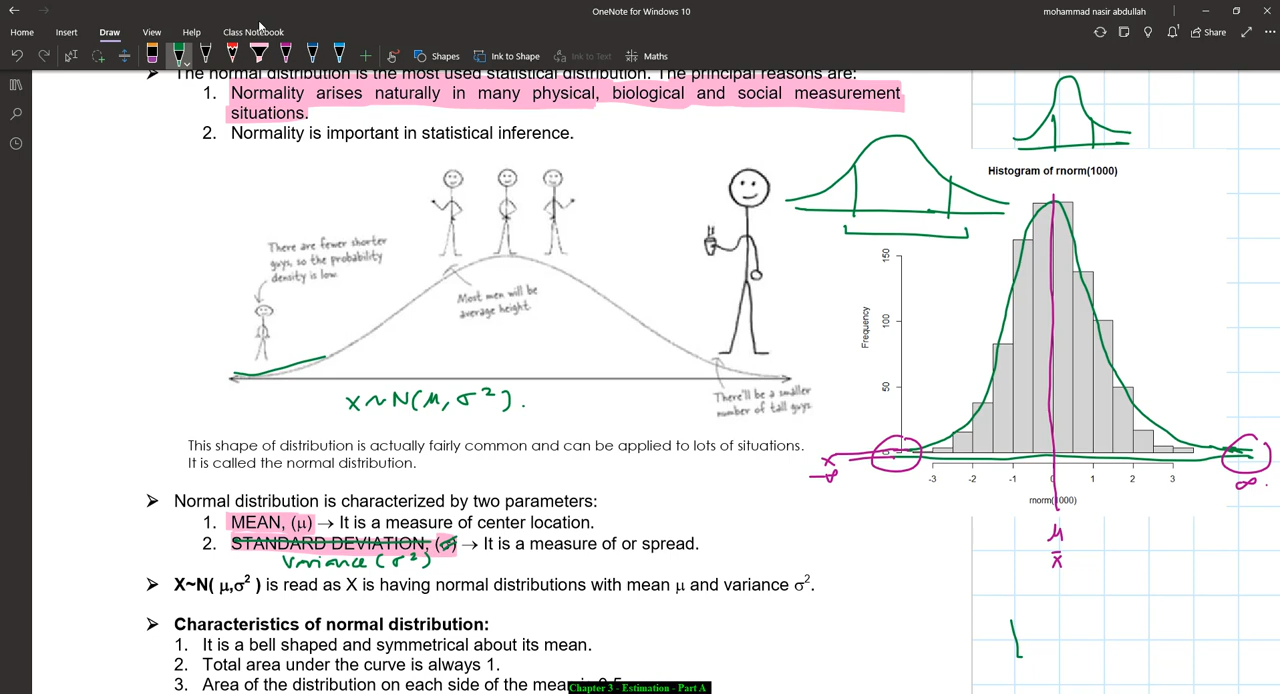 OneNote for Windows 10
mohammad nasir abdullah
Home Insert Draw View Help Class Notebook
Share
Shapes Ink to Shape Ink to Text Maths
The normal distribution is the most used statistical distribution. The principal reasons are:
1. Normality arises naturally in many physical, biological and social measurement
situations.
2. Normality is important in statistical inference.
There are fewer shorter
guys, so the probability
density is low.
Most men will be
average height.
There'll be a smaller
number of tall guys
X~N(μ, σ²).
Histogram of rnorm(1000)
Frequency
150
100
50
0
-3 -2 -1 0 1 2 3
rnorm(1000)
x
-∞
∞
μ
x̄
This shape of distribution is actually fairly common and can be applied to lots of situations.
It is called the normal distribution.
➢ Normal distribution is characterized by two parameters:
1. MEAN, (μ) → It is a measure of center location.
2. STANDARD DEVIATION, (σ) → It is a measure of or spread.
Variance (σ²)
➢ X~N( μ,σ² ) is read as X is having normal distributions with mean μ and variance σ².
➢ Characteristics of normal distribution:
1. It is a bell shaped and symmetrical about its mean.
2. Total area under the curve is always 1.
3. Area of the distribution on each side of the mean is 0.5
Chapter 3 - Estimation - Part A